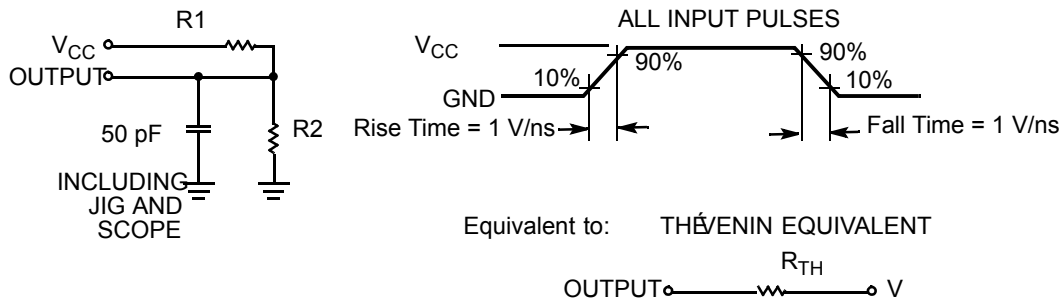 R1
VCC
OUTPUT
50 pF
R2
INCLUDING
JIG AND
SCOPE
ALL INPUT PULSES
VCC
GND
10%
90%
90%
10%
Rise Time = 1 V/ns
Fall Time = 1 V/ns
Equivalent to: THÉVENIN EQUIVALENT
RTH
OUTPUT
V